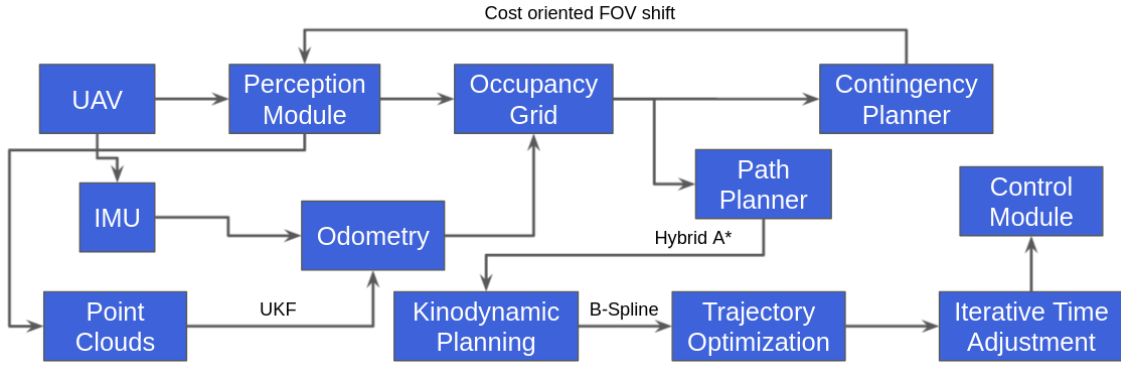 Cost oriented FOV shift
UAV
Perception
Module
Occupancy
Grid
Contingency
Planner
IMU
Odometry
Path
Planner
Control
Module
Hybrid A*
Point
Clouds
UKF
Kinodynamic
Planning
B-Spline
Trajectory
Optimization
Iterative Time
Adjustment